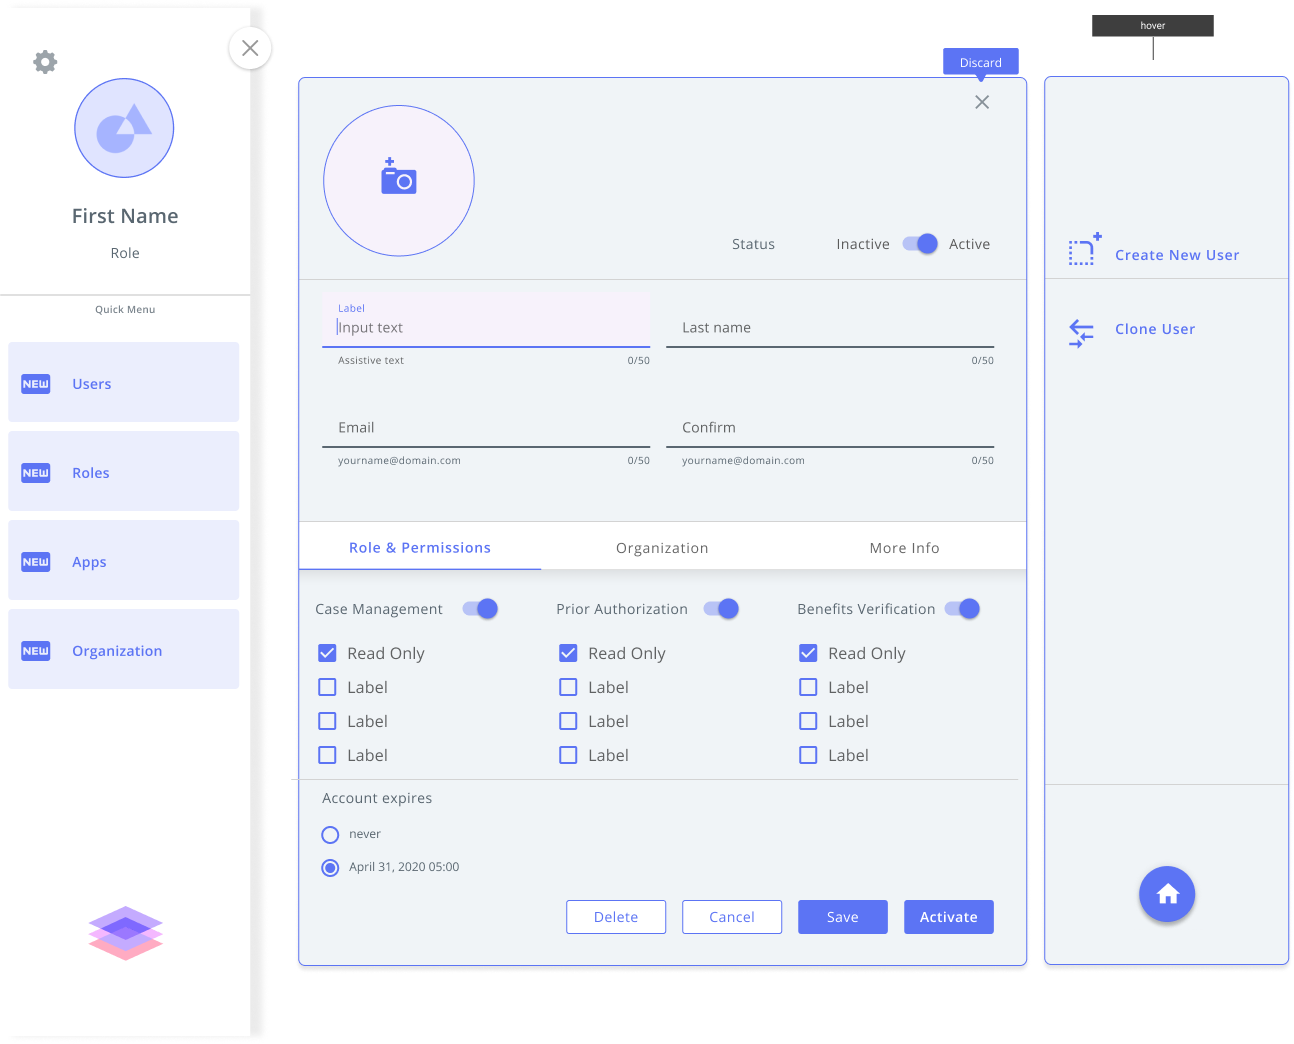 hover
Discard
First Name
Role
Quick Menu
NEW Users
NEW Roles
NEW Apps
NEW Organization
Status Inactive Active
Label
Input text
Assistive text 0/50
Last name
0/50
Email
yourname@domain.com 0/50
Confirm
yourname@domain.com 0/50
Role & Permissions Organization More Info
Case Management
Read Only
Label
Label
Label
Prior Authorization
Read Only
Label
Label
Label
Benefits Verification
Read Only
Label
Label
Label
Account expires
never
April 31, 2020 05:00
Delete Cancel Save Activate
Create New User
Clone User